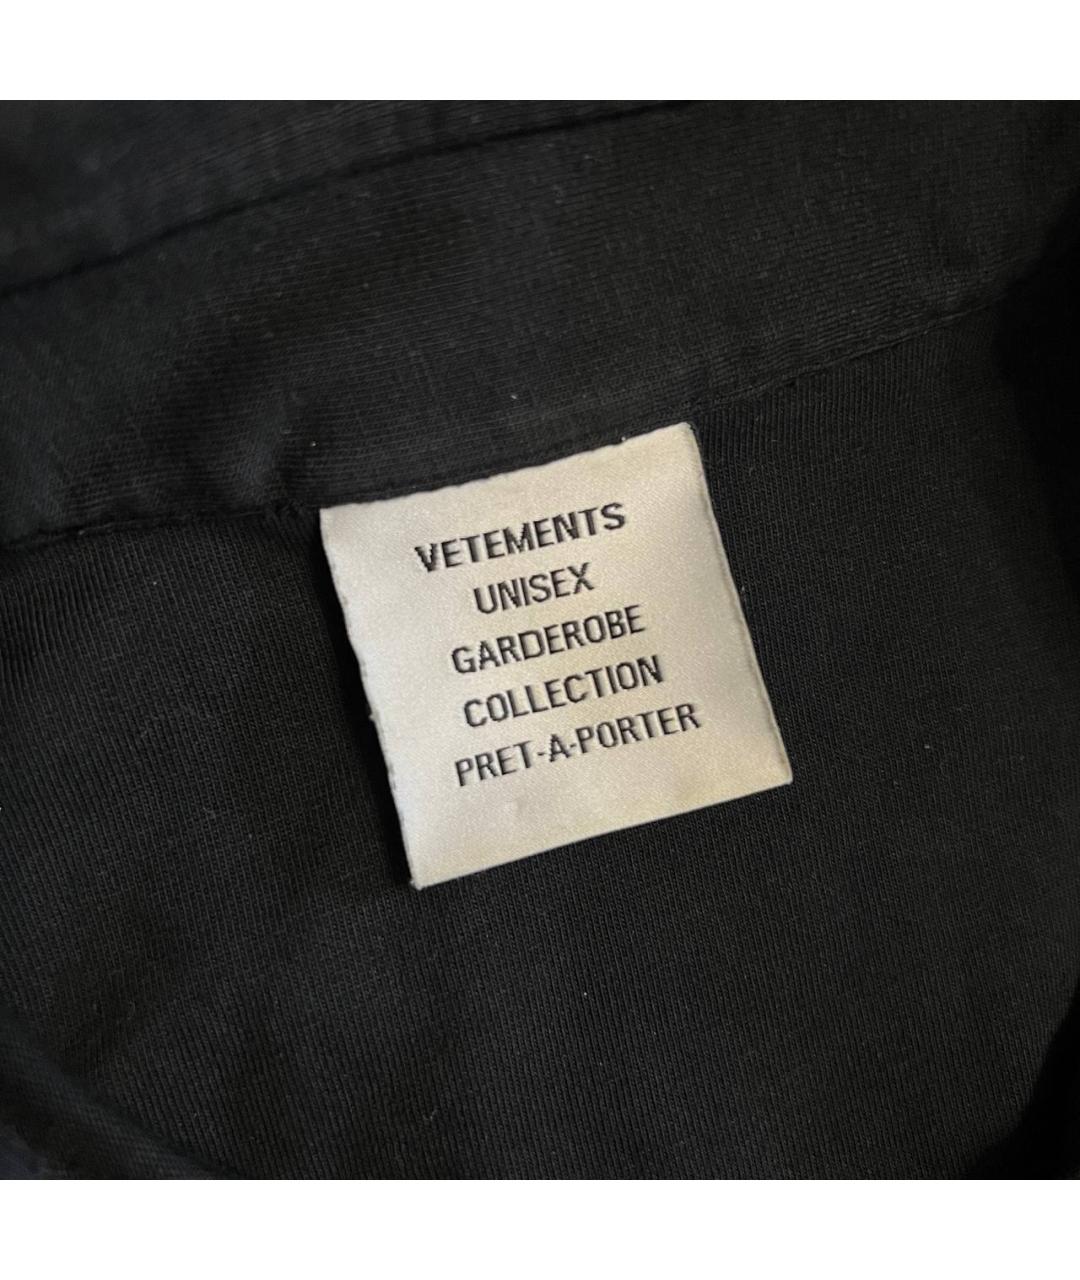 VETEMENTS
UNISEX
GARDEROBE
COLLECTION
PRET-A-PORTER